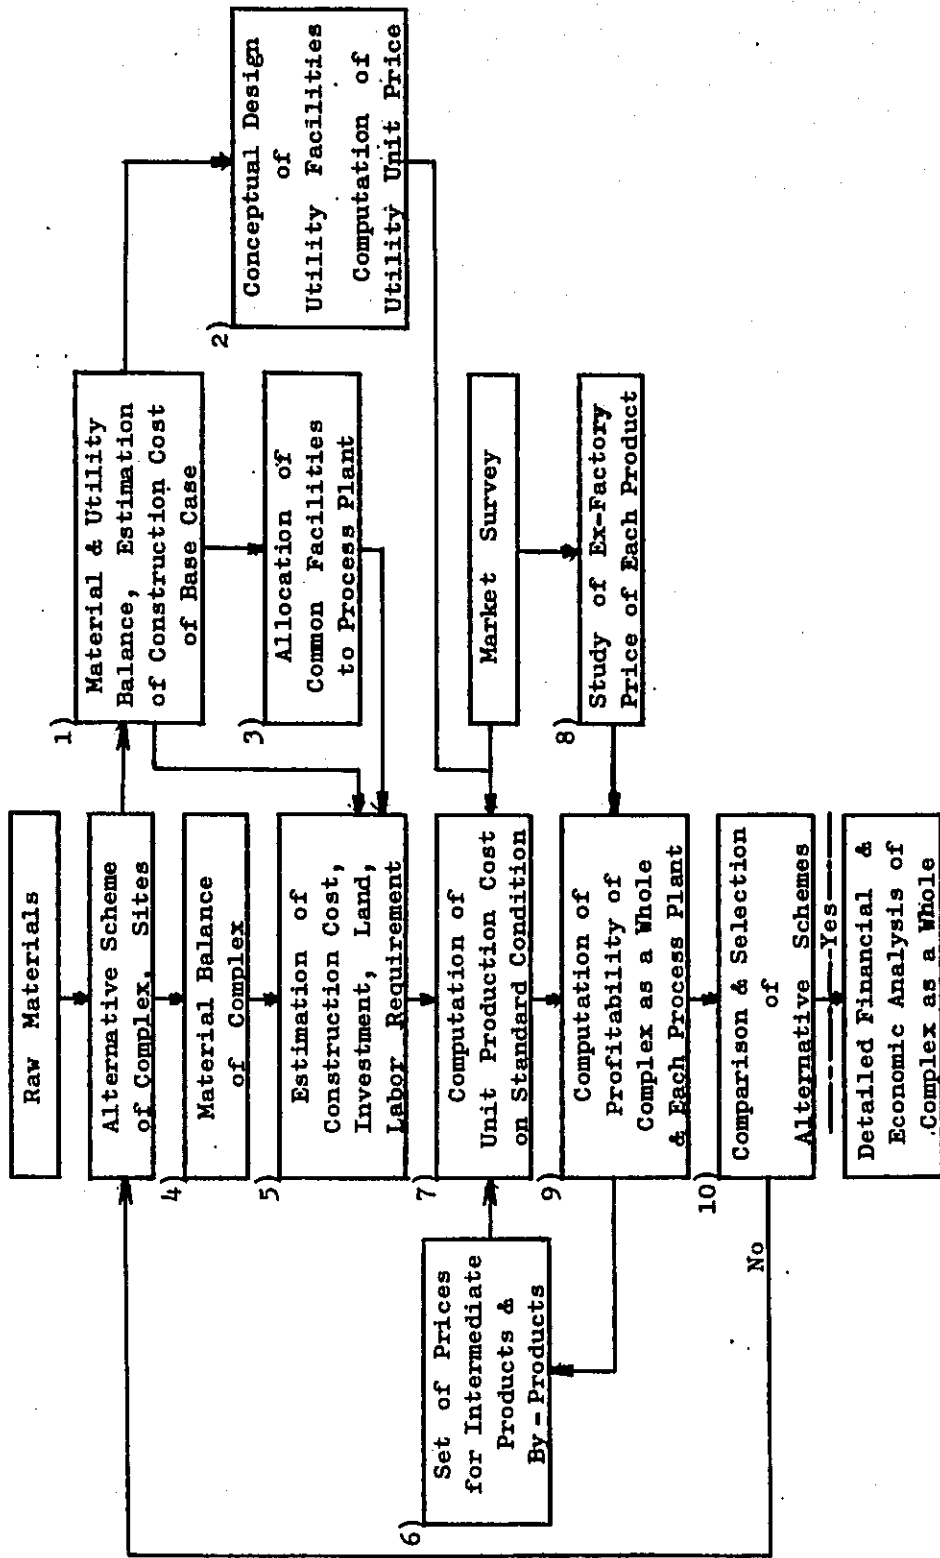 Raw Materials
Alternative Scheme
of Complex, Sites
4)
Material Balance
of Complex
5)
Estimation of
Construction Cost,
Investment, Land,
Labor Requirement
7)
Computation of
Unit Production Cost
on Standard Condition
9)
Computation of
Profitability of
Complex as a Whole
& Each Process Plant
10)
Comparison & Selection
of
Alternative Schemes
Yes
Detailed Financial &
Economic Analysis of
Complex as a Whole
No
6)
Set of Prices
for Intermediate
Products &
By-Products
1)
Material & Utility
Balance, Estimation
of Construction Cost
of Base Case
3)
Allocation of
Common Facilities
to Process Plant
Market Survey
8)
Study of Ex-Factory
Price of Each Product
2)
Conceptual Design
of
Utility Facilities
Computation of
Utility Unit Price